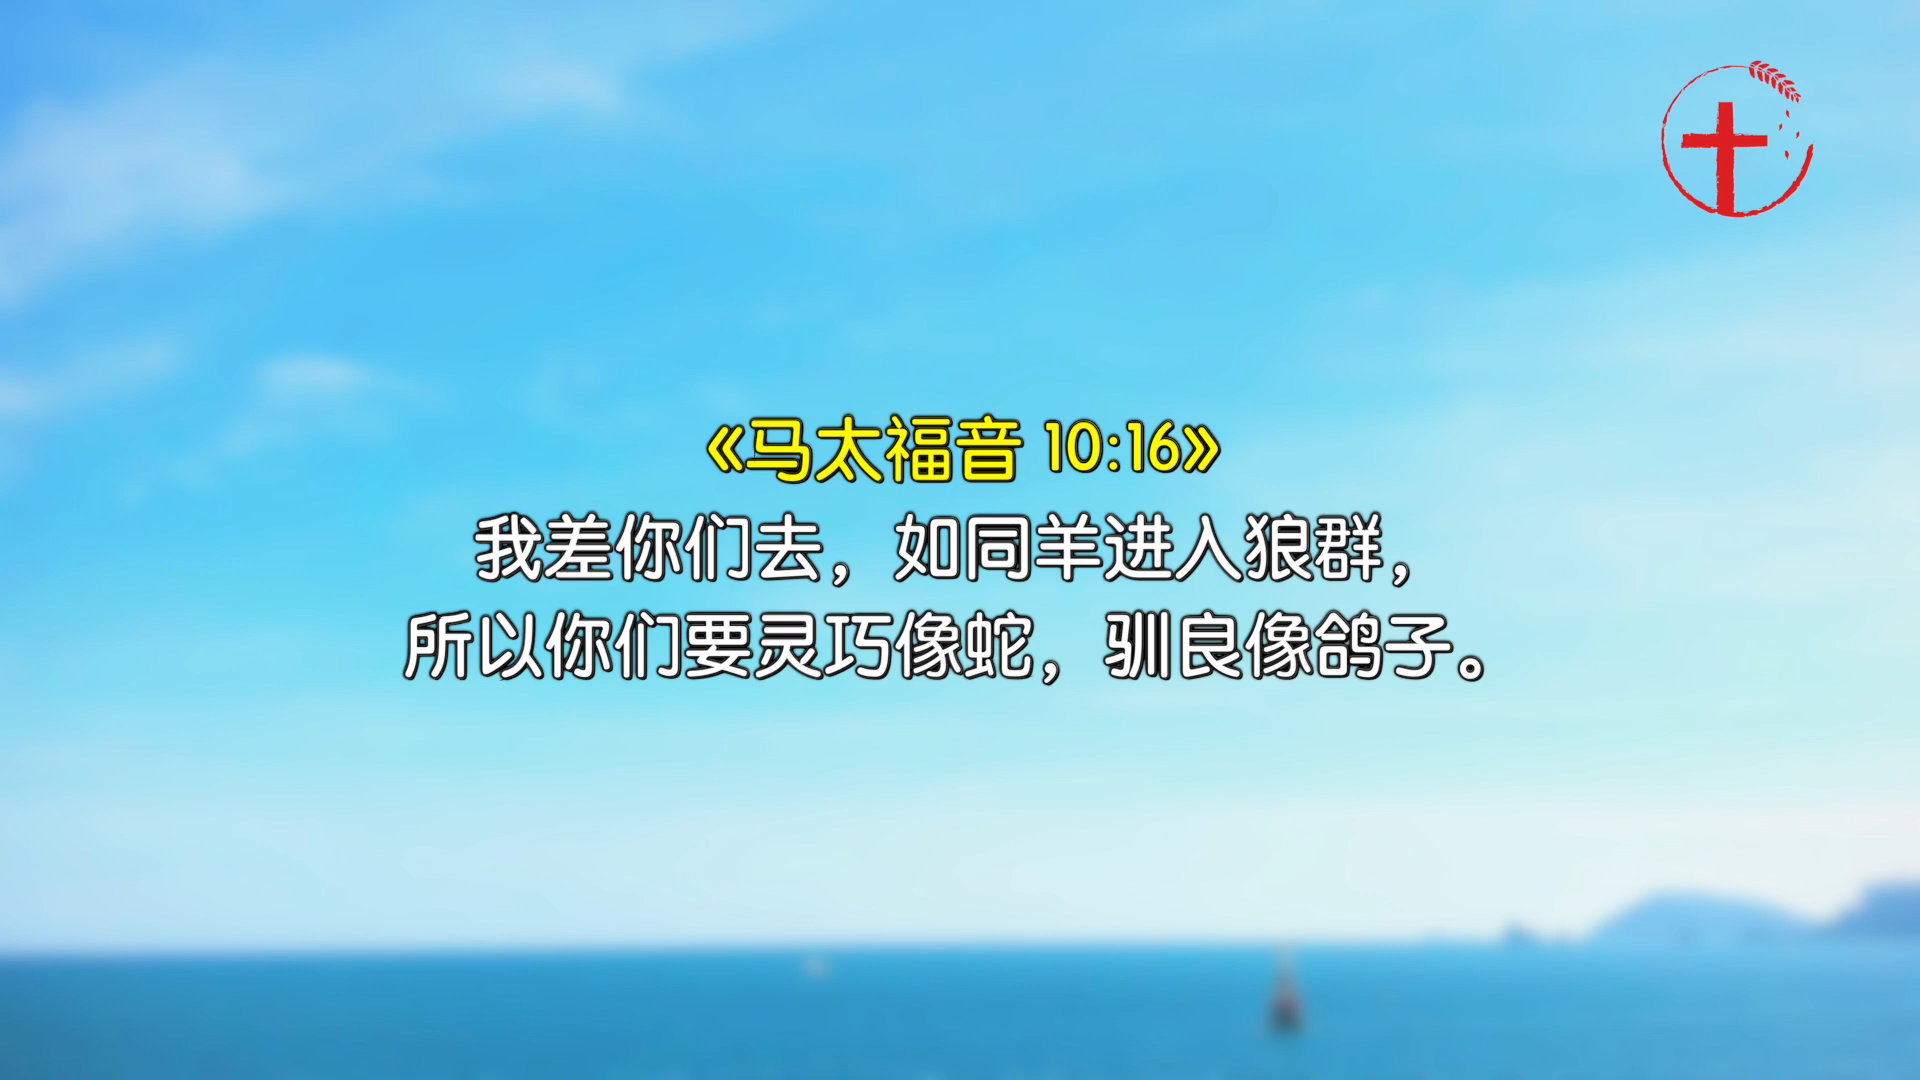 《马太福音 10:16》
我差你们去，如同羊进入狼群，
所以你们要灵巧像蛇，驯良像鸽子。